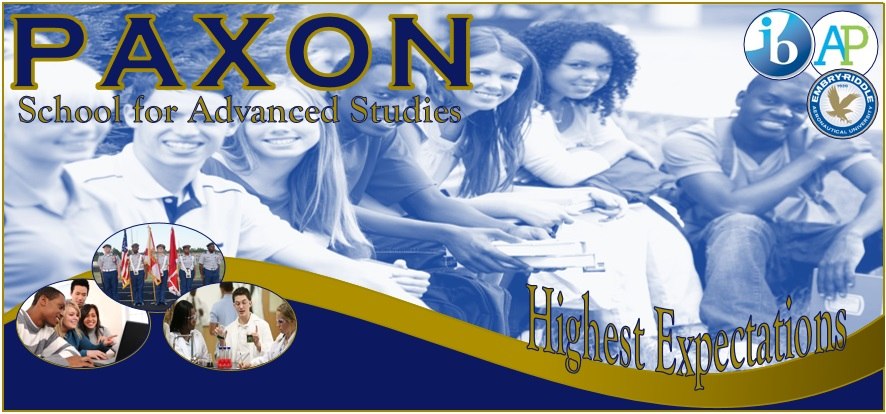 PAXON
School for Advanced Studies
ib
AP
EMBRY-RIDDLE
AERONAUTICAL UNIVERSITY
Highest Expectations